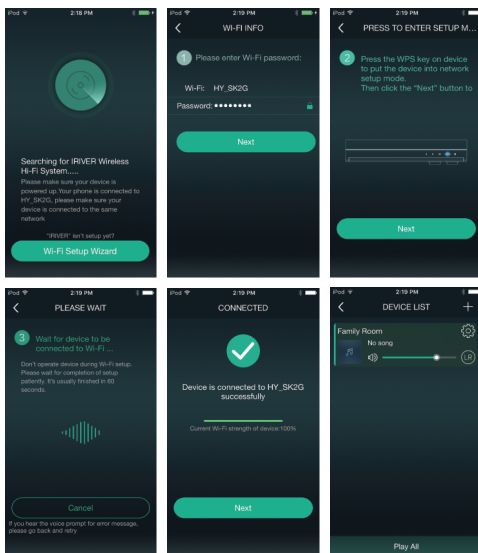 iPod
2:18 PM
Searching for IRIVER Wireless
Hi-Fi System.....
Please make sure your device is
powered up.Your phone is connected to
HY_SK2G, please make sure your
device is connected to the same
network
"IRIVER" isn't setup yet?
Wi-Fi Setup Wizard
iPod
2:19 PM
WI-FI INFO
1 Please enter Wi-Fi password:
Wi-Fi: HY_SK2G
Password: ●●●●●●●●
Next
iPod
2:19 PM
PRESS TO ENTER SETUP M...
2 Press the WPS key on device
to put the device into network
setup mode.
Then click the "Next" button to
Next
iPod
2:19 PM
PLEASE WAIT
3 Wait for device to be
connected to Wi-Fi ...
Don't operate device during Wi-Fi setup.
Please wait for completion of setup
patiently. It's usually finished in 60
seconds.
Cancel
If you hear the voice prompt for error message,
please go back and retry
iPod
2:19 PM
CONNECTED
Device is connected to HY_SK2G
successfully
Current Wi-Fi strength of device:100%
Next
iPod
2:19 PM
DEVICE LIST
Family Room
No song
LR
Play All